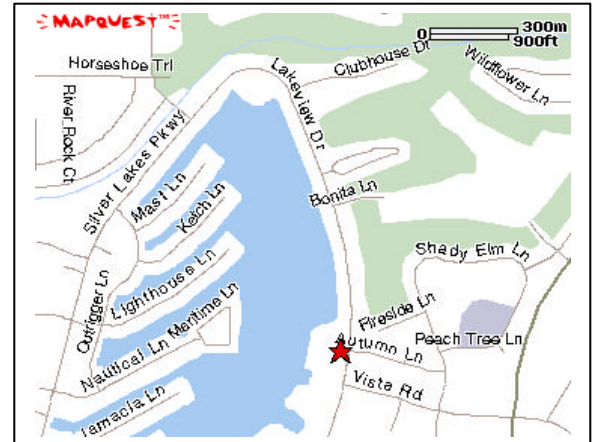 MAPQUEST™
0 300m
900ft
Horseshoe Trl
Clubhouse Dr
Wildflower Ln
Lakeview Dr
River Rock Ct
Silver Lakes Pkwy
Mast Ln
Ketch Ln
Bonita Ln
Shady Elm Ln
Lighthouse Ln
Outrigger Ln
Maritime Ln
Fireside Ln
Peach Tree Ln
Autumn Ln
Nautical Ln
Vista Rd
Lamacia Ln